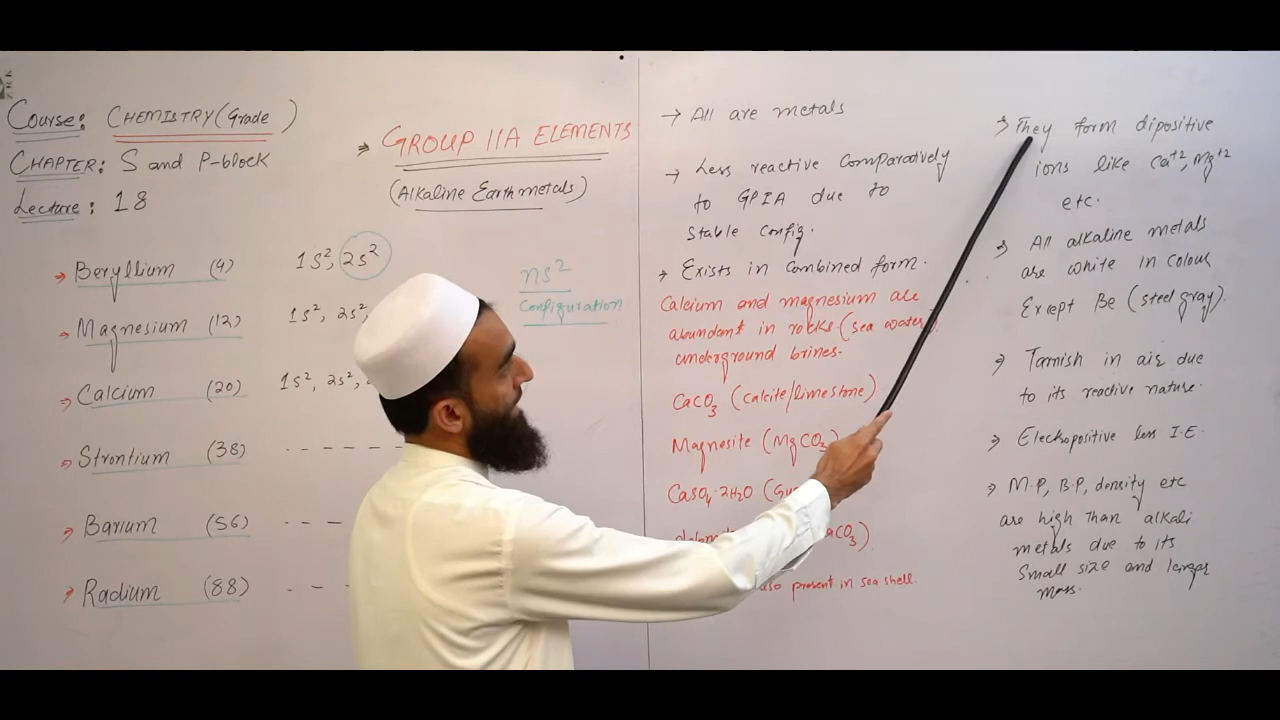 Course: CHEMISTRY (Grade )
CHAPTER: S and P-block
Lecture: 18
GROUP IIA ELEMENTS
(Alkaline Earth metals)
→ Beryllium (4) 1S², 2S²
→ Magnesium (12) 1S², 2S²,
→ Calcium (20) 1S², 2S²,
→ Strontium (38) - - - - - -
→ Barium (56) - - -
→ Radium (88) - - -
ns²
Configuration
→ All are metals
→ Less reactive Comparatively
to GPIA due to
Stable Config.
→ Exists in Combined form.
Calcium and magnesium are
abundant in rocks. (sea water,
underground brines.
CaCO₃ (calcite/limestone)
Magnesite (MgCO₃)
CaSO₄·2H₂O
aCO₃).
also present in sea shell.
→ They form dipositive
ions like Ca⁺², Mg⁺²
etc.
→ All alkaline metals
are white in colour
Except Be (steel gray).
→ Tarnish in air due
to its reactive nature.
→ Electropositive less I.E.
→ M.P, B.P, density etc
are high than alkali
metals due to its
Small size and larger
mass.